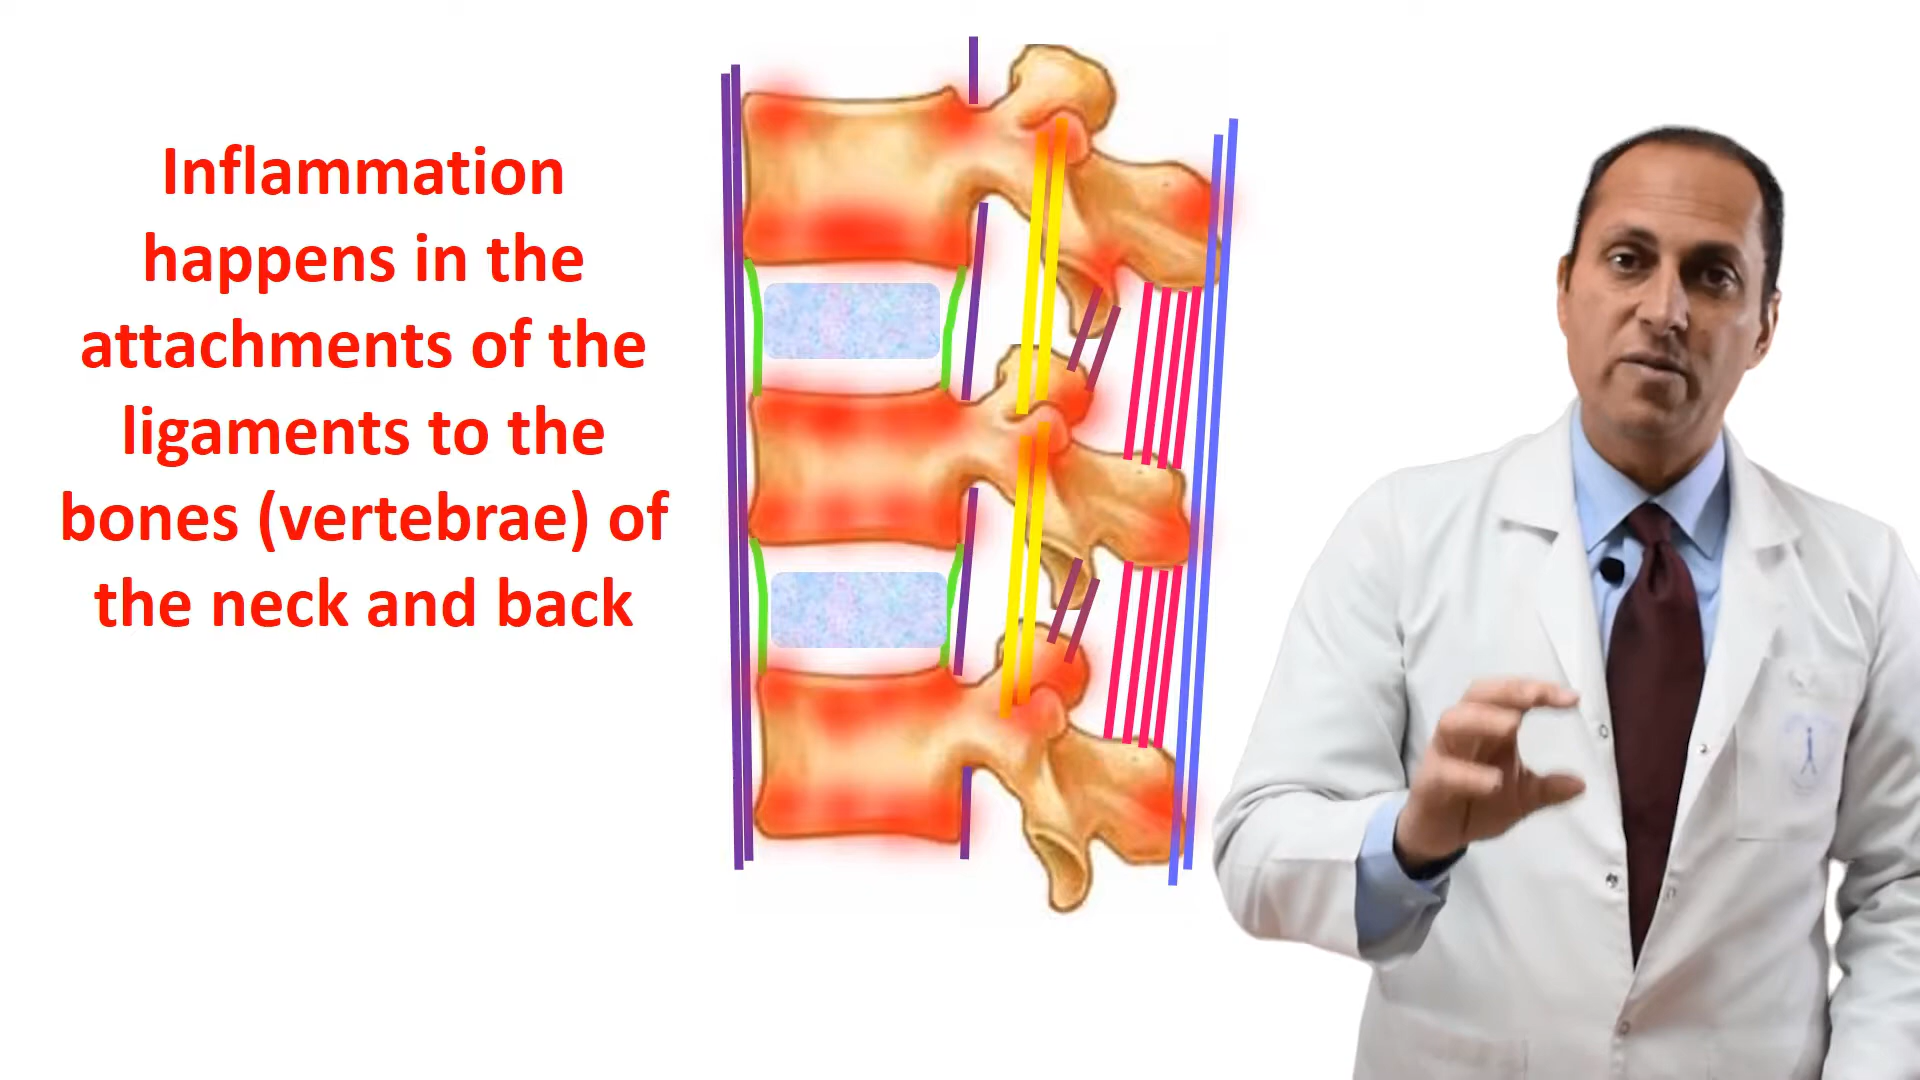 Inflammation
happens in the
attachments of the
ligaments to the
bones (vertebrae) of
the neck and back